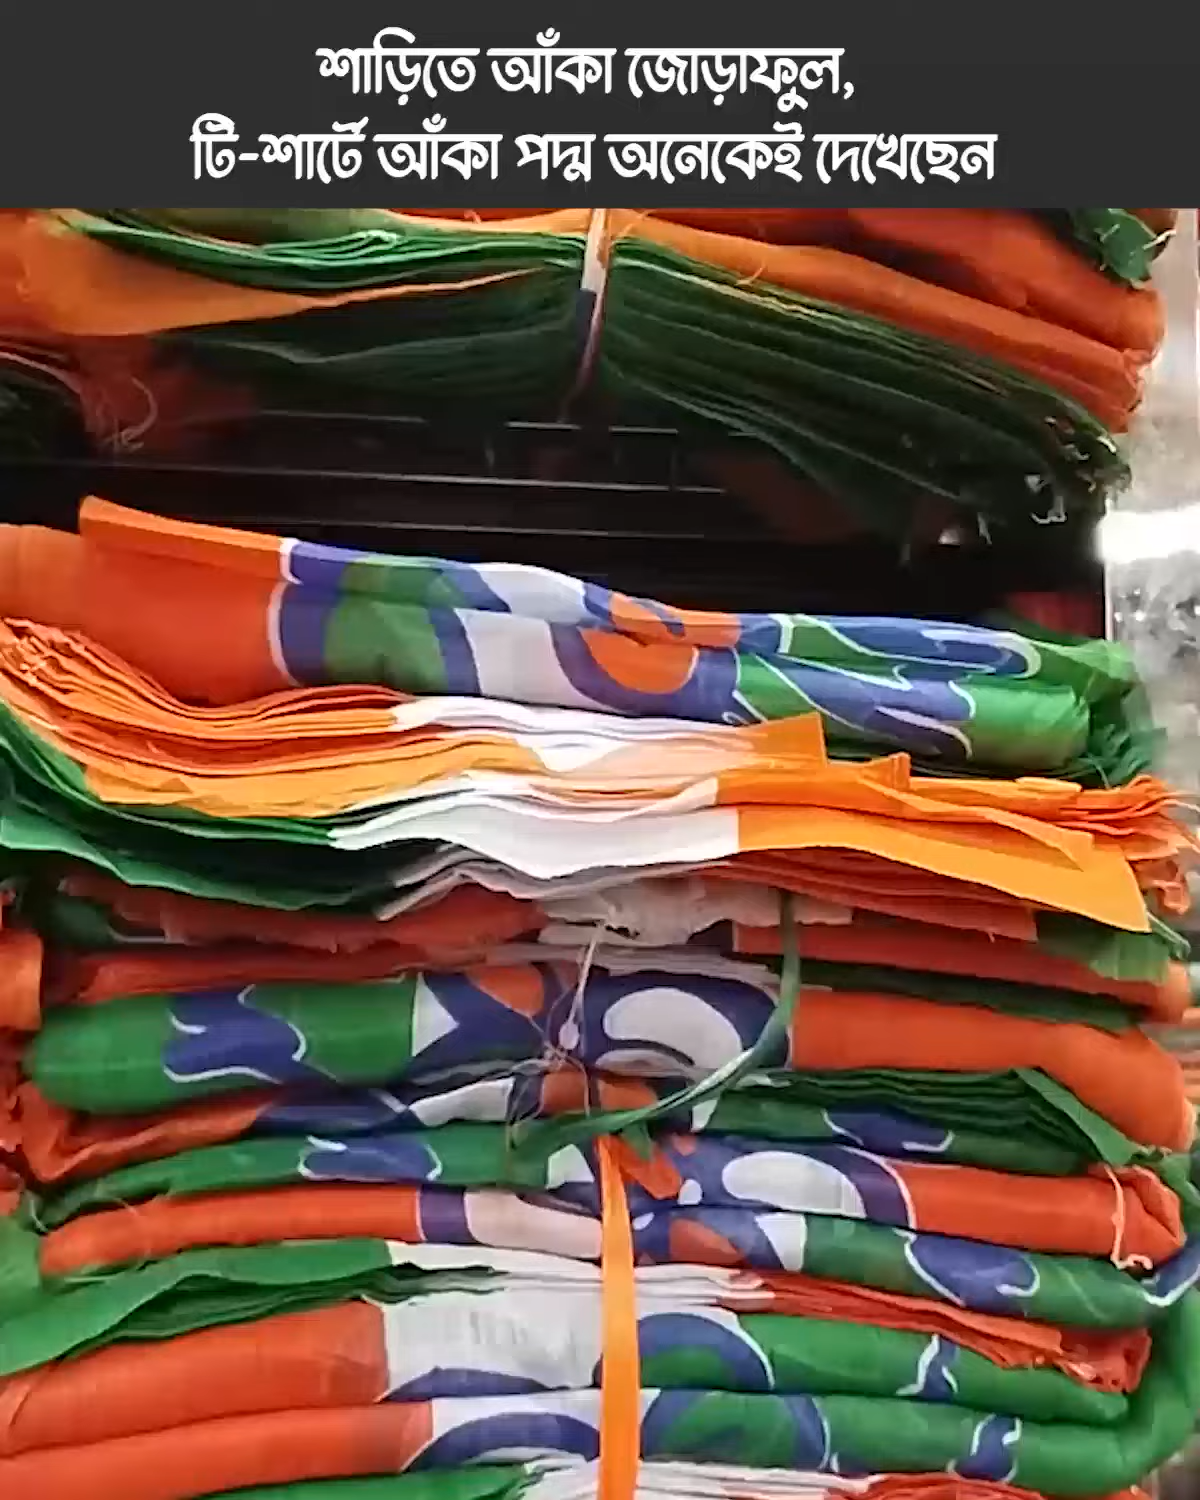 শাড়িতে আঁকা জোড়াফুল,
টি-শার্টে আঁকা পদ্ম অনেকেই দেখেছেন